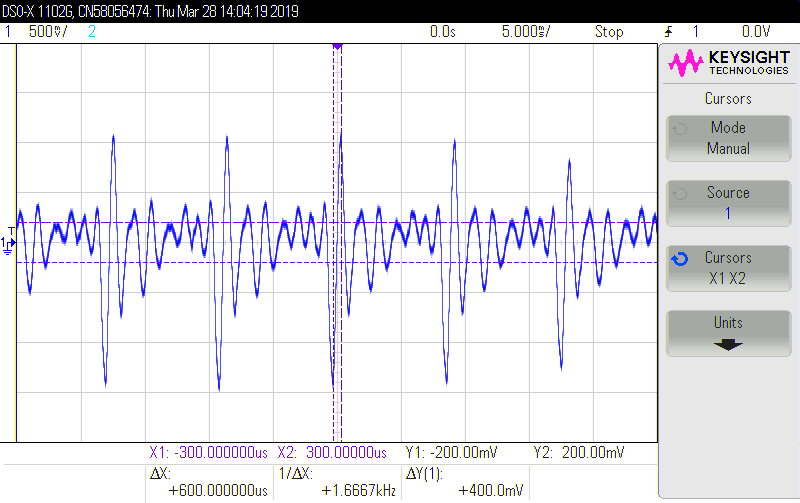 DSO-X 1102G, CN58056474: Thu Mar 28 14:04:19 2019
1 500mV/ 2 0.0s 5.000ms/ Stop 1 0.0V
KEYSIGHT
TECHNOLOGIES
Cursors
Mode
Manual
Source
1
Cursors
X1 X2
Units
T
1
X1: -300.000000us X2: 300.00000us Y1: -200.00mV Y2: 200.00mV
ΔX: 1/ΔX: ΔY(1):
+600.000000us +1.6667kHz +400.0mV